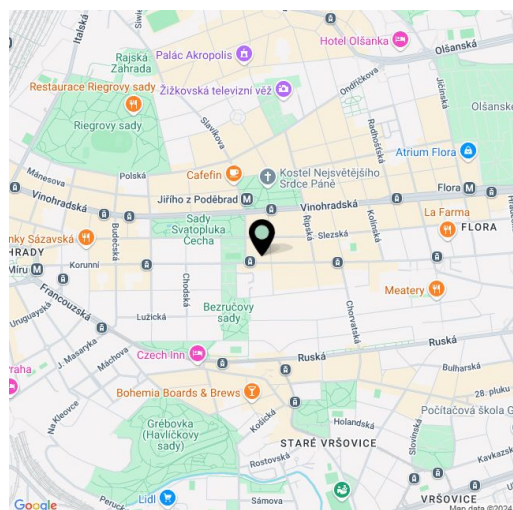 Italská
Siwie
Rajská
Zahrada
Palác Akropolis
Hotel Olšanka
Olšanská
Restaurace Riegrovy sady
Žižkovská televizní věž
Ondříčkova
Jičínská
Riegrovy sady
Slavíkova
Radhošťská
Olšanské
Cafefin
Kostel Nejsvětějšího
Srdce Páně
Atrium Flora
Mánesova
Polská
Vinohradská
Jiřího z Poděbrad
Vinohradská
Flora
Sady
Svatopluka
Čecha
Řipská
Slezská
Kolínská
La Farma
FLORA
nky Sázavská
Budečská
HRADY
Míru
Korunní
Chodská
Meatery
Francouzská
Bezručovy
sady
Chorvatská
Uruguayská
Lužická
Ruská
J. Masaryka
Máchova
Czech Inn
Ruská
Bulharská
raha
Bohemia Boards & Brews
28. pluku
Na Kleovce
Košická
Počítačová škola G
Grébovka
(Havlíčkovy
sady)
Holandská
Slovinská
STARÉ VRŠOVICE
Kavkazská
Rostovská
Lidl
Sámova
VRŠOVICE
Google
Map data ©2024